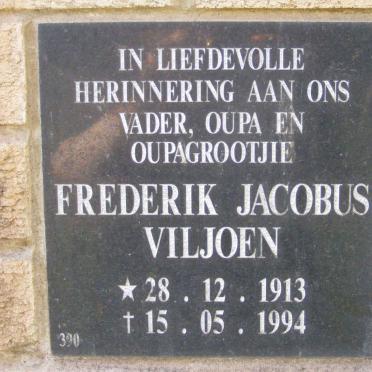 IN LIEFDEVOLLE
HERINNERING AAN ONS
VADER, OUPA EN
OUPAGROOTJIE
FREDERIK JACOBUS
VILJOEN
★ 28 . 12 . 1913
† 15 . 05 . 1994
390